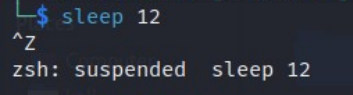 └─$ sleep 12
^Z
zsh: suspended  sleep 12